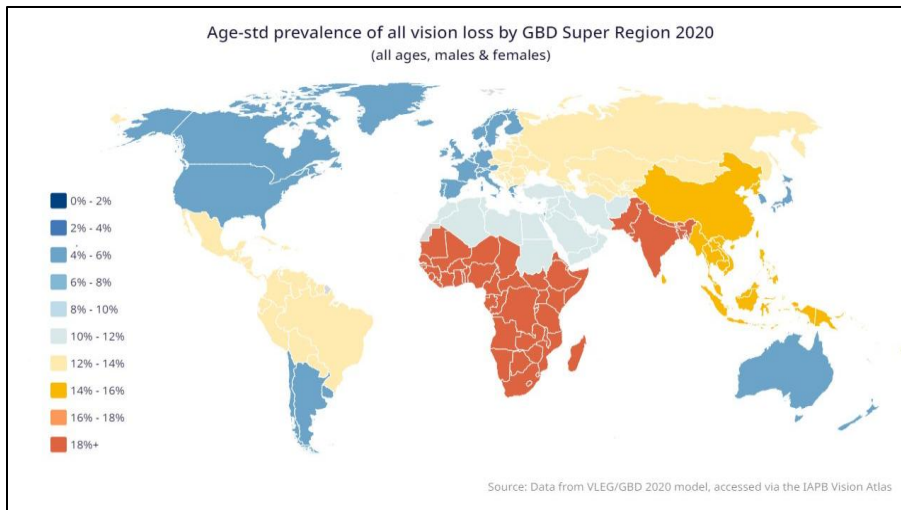 Age-std prevalence of all vision loss by GBD Super Region 2020
(all ages, males & females)
0% - 2%
2% - 4%
4% - 6%
6% - 8%
8% - 10%
10% - 12%
12% - 14%
14% - 16%
16% - 18%
18%+
Source: Data from VLEG/GBD 2020 model, accessed via the IAPB Vision Atlas